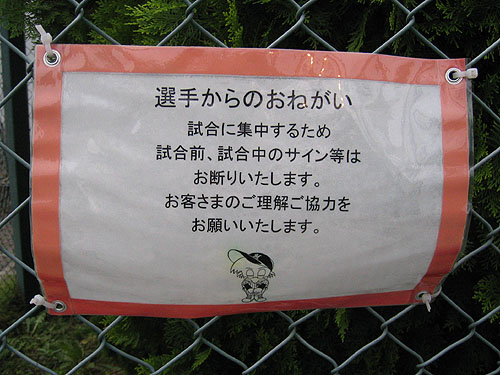 選手からのおねがい
試合に集中するため
試合前、試合中のサイン等は
お断りいたします。
お客さまのご理解ご協力を
お願いいたします。